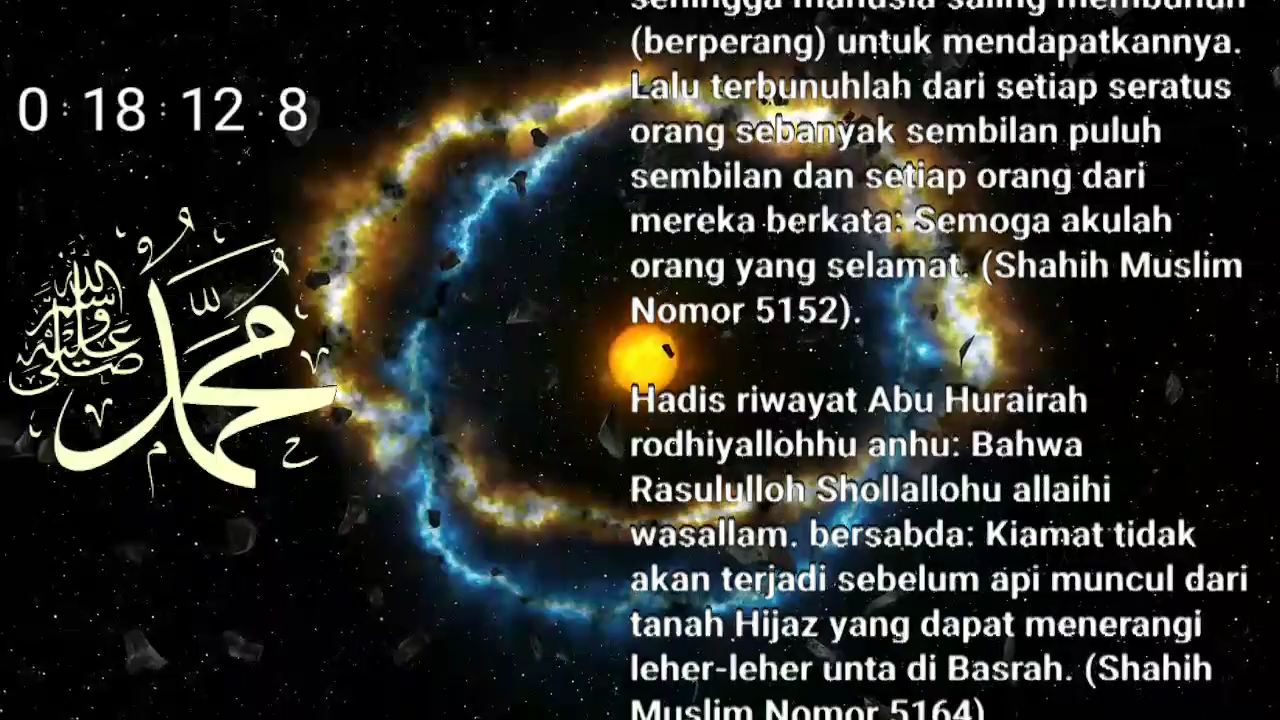 0:18:12:8
محمد
صلى الله عليه وسلم
sehingga manusia saling membunuh
(berperang) untuk mendapatkannya.
Lalu terbunuhlah dari setiap seratus
orang sebanyak sembilan puluh
sembilan dan setiap orang dari
mereka berkata: Semoga akulah
orang yang selamat. (Shahih Muslim
Nomor 5152).
Hadis riwayat Abu Hurairah
rodhiyallohhu anhu: Bahwa
Rasululloh Shollallohu allaihi
wasallam. bersabda: Kiamat tidak
akan terjadi sebelum api muncul dari
tanah Hijaz yang dapat menerangi
leher-leher unta di Basrah. (Shahih
Muslim Nomor 5164)